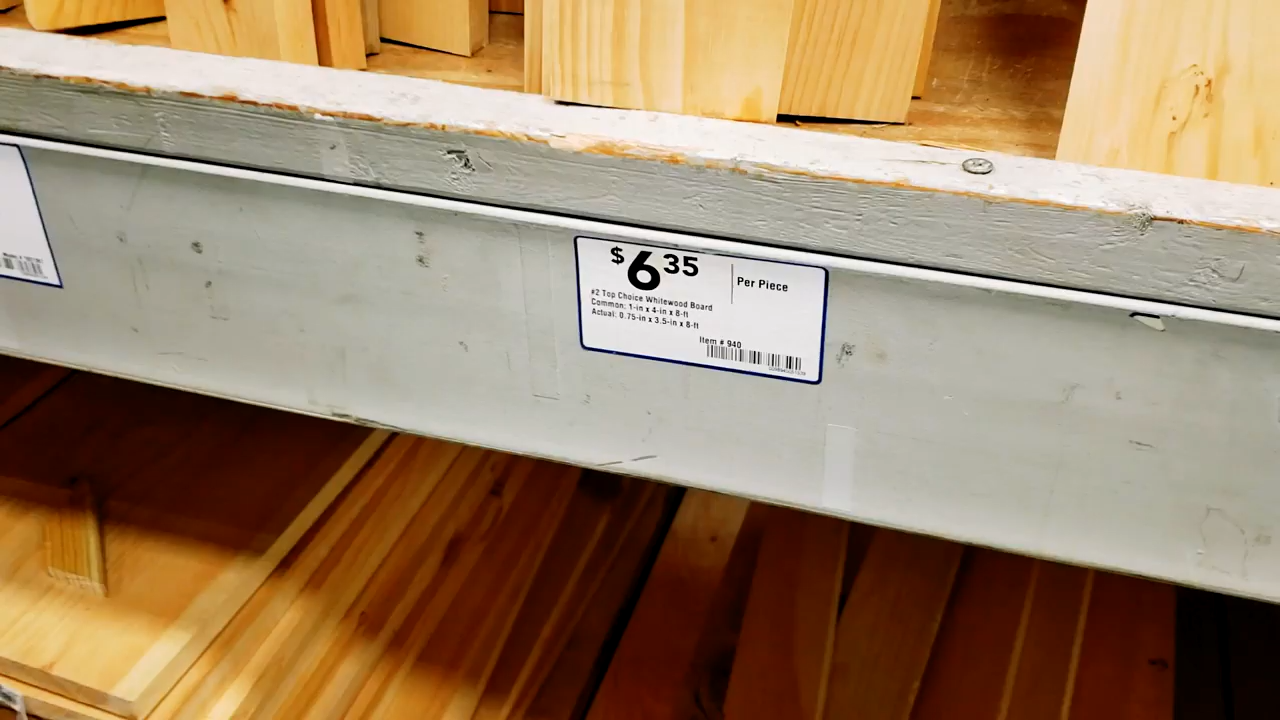 $6 35
Per Piece
#2 Top Choice Whitewood Board
Common: 1-in x 4-in x 8-ft
Actual: 0.75-in x 3.5-in x 8-ft
Item # 940